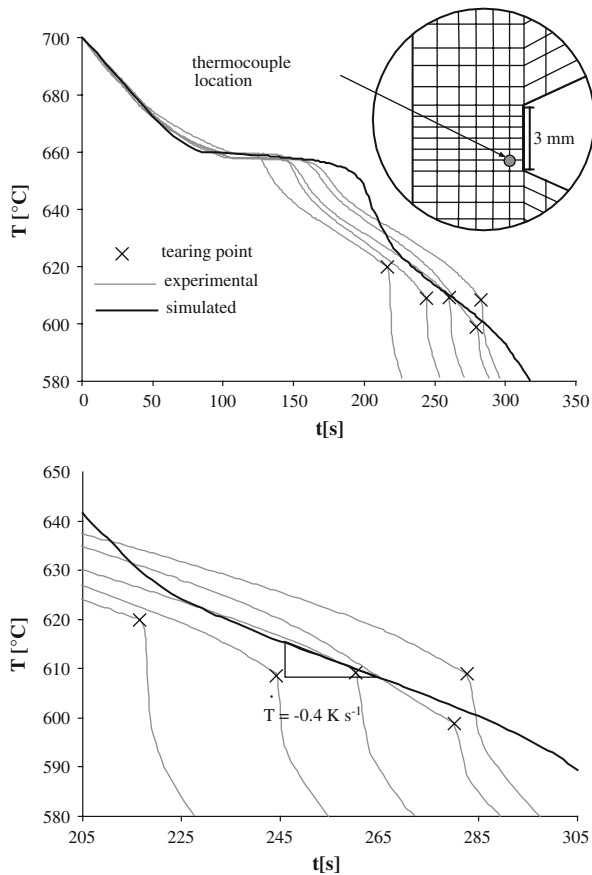 700
680
660
640
620
600
580
T [°C]
thermocouple
location
3 mm
tearing point
experimental
simulated
0 50 100 150 200 250 300 350
t[s]
650
640
630
620
610
600
590
580
T [°C]
Ṫ = -0.4 K s⁻¹
205 225 245 265 285 305
t[s]